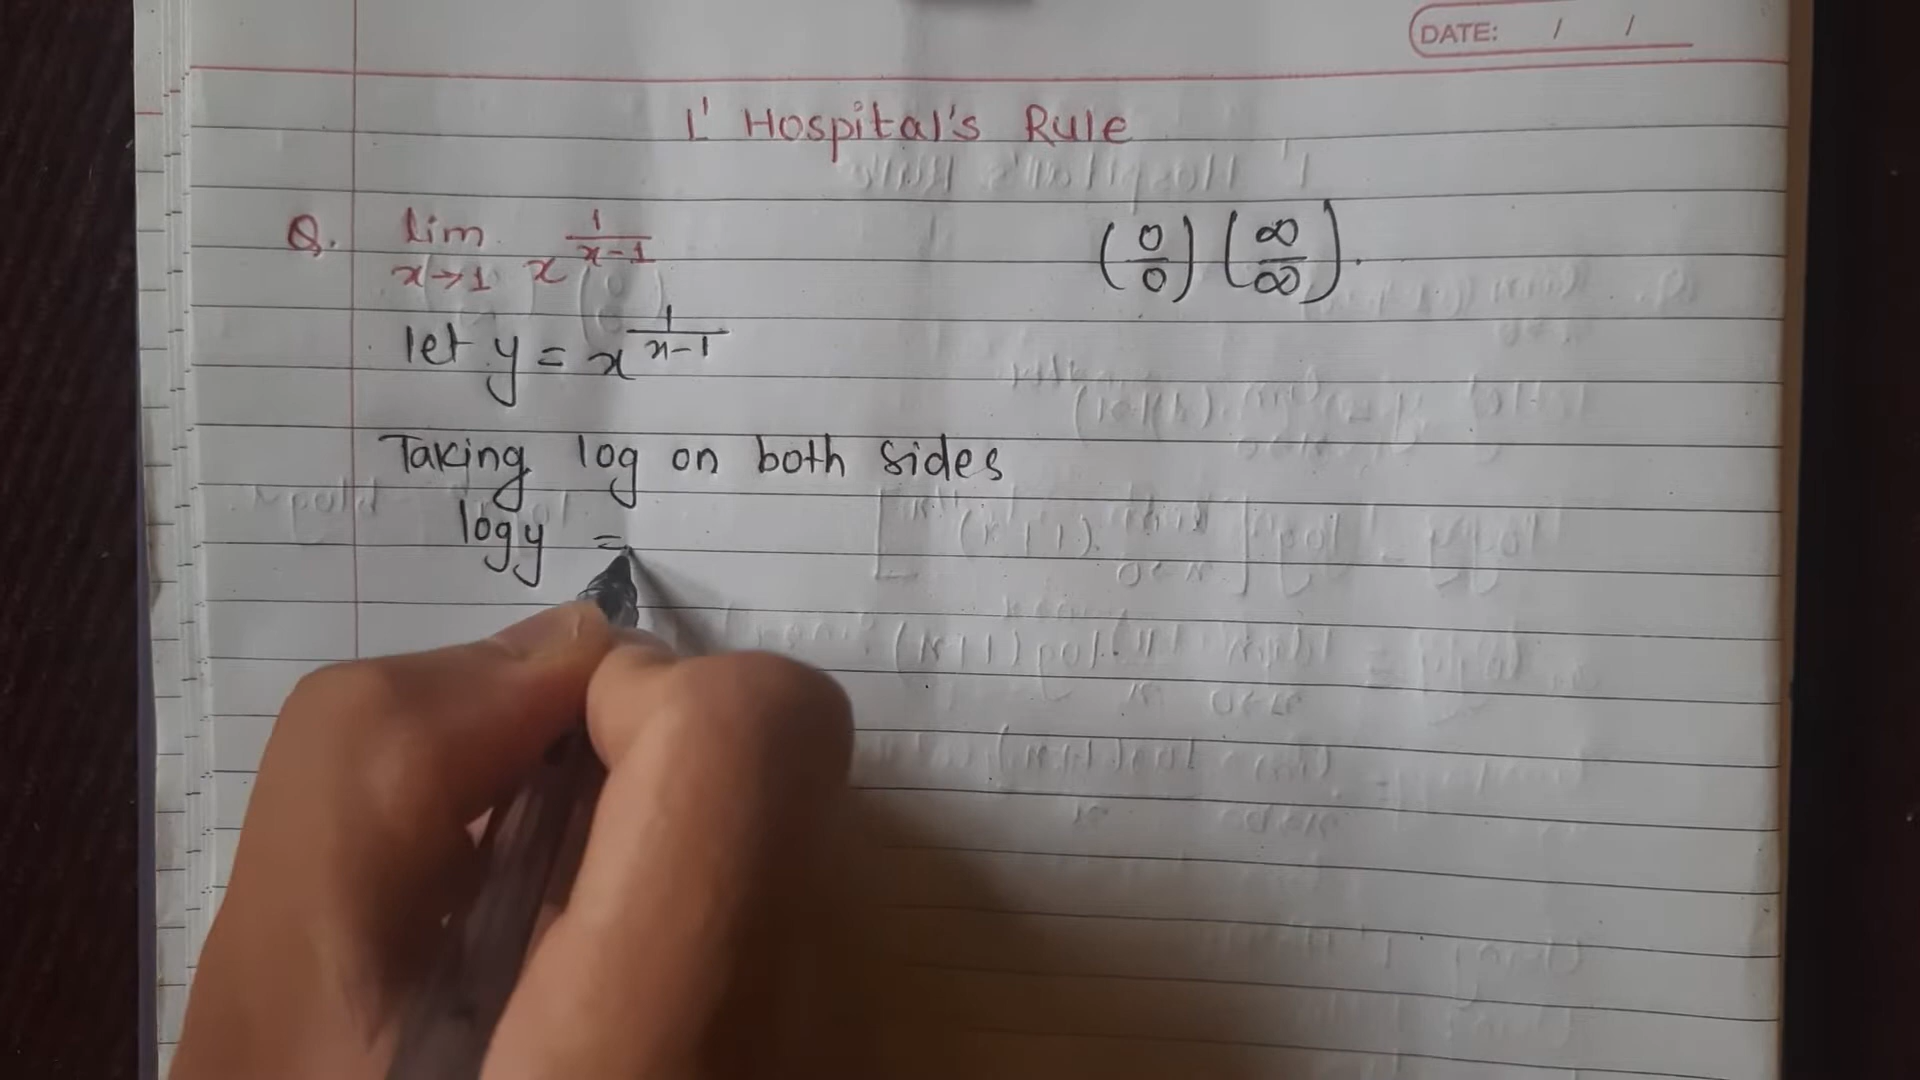 DATE: / /
L' Hospital's Rule
Q. lim x→1 x^(1/(x-1)) (0/0) (∞/∞).
let y = x^(1/(x-1))
Taking log on both sides
log y =